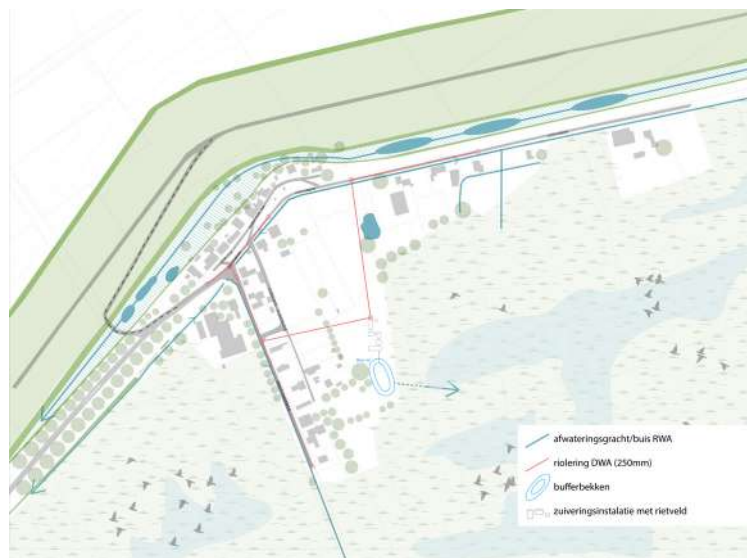 afwateringsgracht/buis RWA
riolering DWA (250mm)
bufferbekken
zuiveringsinstalatie met rietveld